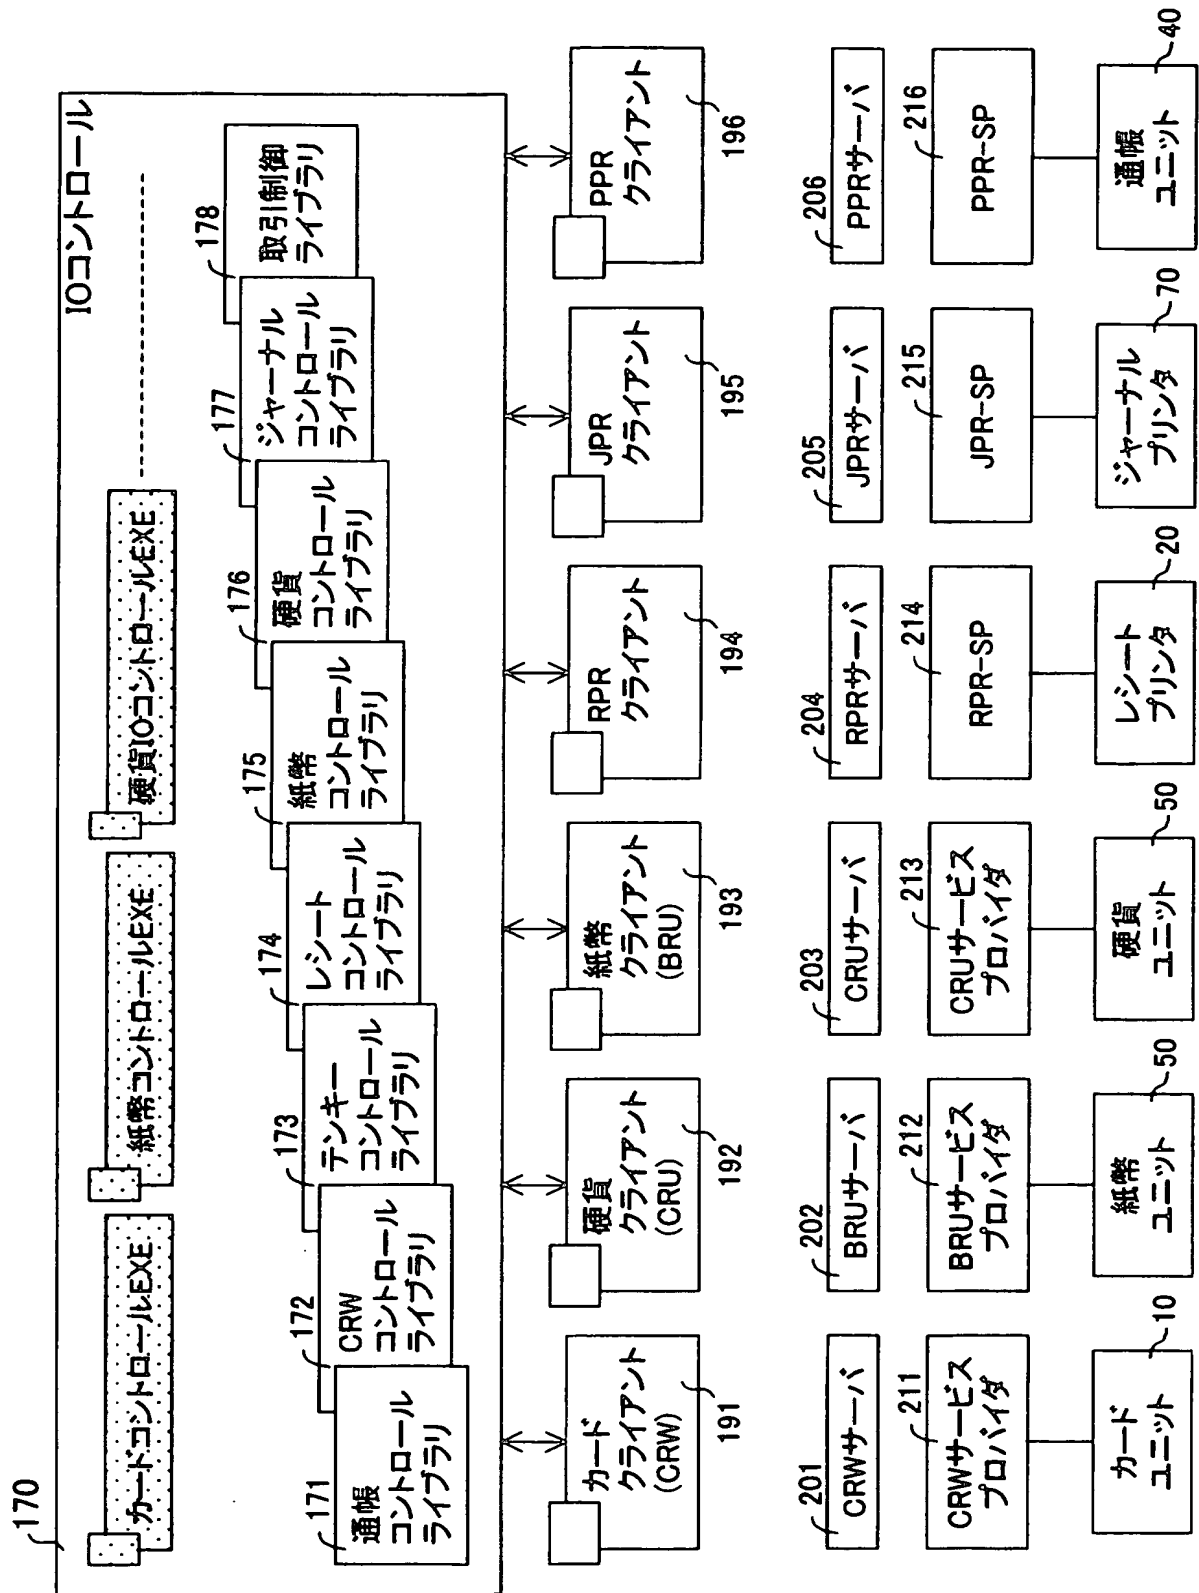 170
IOコントロール
カードコントロールEXE
紙幣コントロールEXE
硬貨IOコントロールEXE
171
通帳
コントロール
ライブラリ
172
CRW
コントロール
ライブラリ
173
テンキー
コントロール
ライブラリ
174
レシート
コントロール
ライブラリ
175
紙幣
コントロール
ライブラリ
176
硬貨
コントロール
ライブラリ
177
ジャーナル
コントロール
ライブラリ
178
取引制御
ライブラリ
カード
クライアント
(CRW)
191
硬貨
クライアント
(CRU)
192
紙幣
クライアント
(BRU)
193
RPR
クライアント
194
JPR
クライアント
195
PPR
クライアント
196
201
CRWサーバ
202
BRUサーバ
203
CRUサーバ
204
RPRサーバ
205
JPRサーバ
206
PPRサーバ
211
CRWサービス
プロバイダ
212
BRUサービス
プロバイダ
213
CRUサービス
プロバイダ
214
RPR-SP
215
JPR-SP
216
PPR-SP
カード
ユニット
10
紙幣
ユニット
50
硬貨
ユニット
50
レシート
プリンタ
20
ジャーナル
プリンタ
70
通帳
ユニット
40